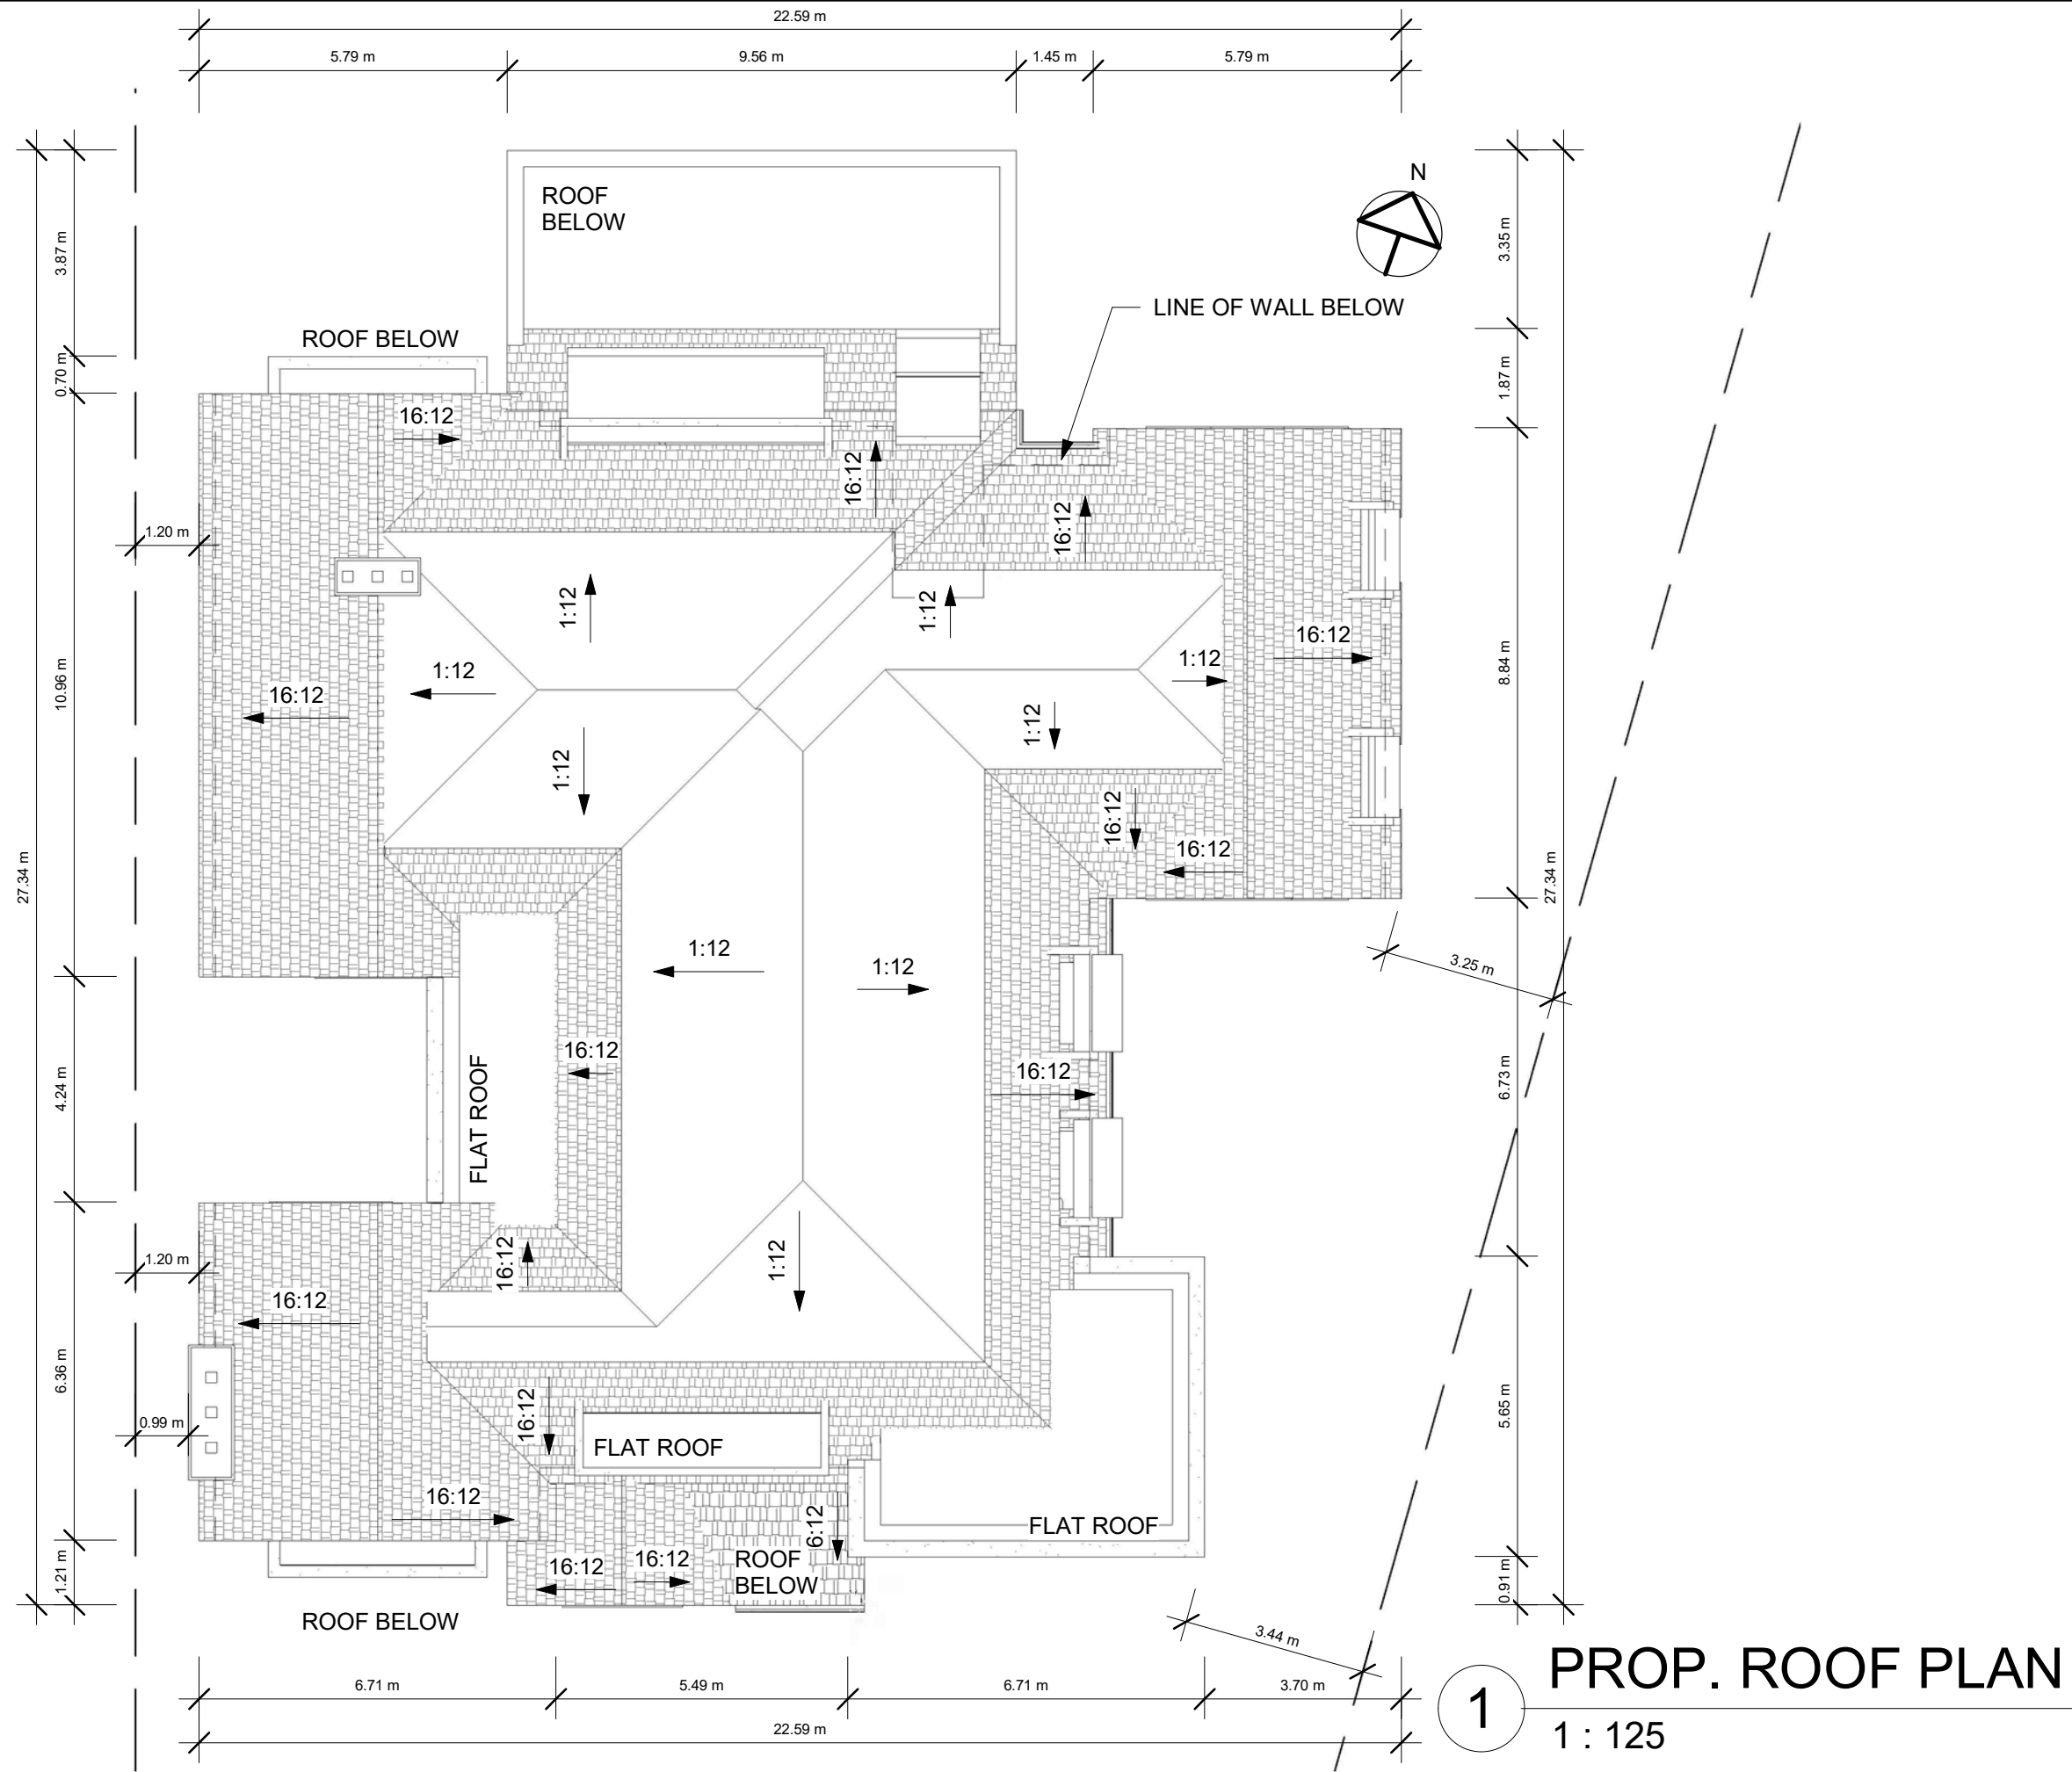 22.59 m
5.79 m
9.56 m
1.45 m
5.79 m
N
ROOF
BELOW
3.87 m
3.35 m
LINE OF WALL BELOW
ROOF BELOW
0.70 m
1.87 m
16:12
16:12
16:12
1.20 m
1:12
1:12
16:12
1:12
1:12
16:12
10.96 m
8.84 m
1:12
1:12
16:12
16:12
27.34 m
27.34 m
1:12
1:12
3.25 m
16:12
16:12
4.24 m
FLAT ROOF
6.73 m
1.20 m
16:12
1:12
16:12
6.36 m
16:12
5.65 m
0.99 m
FLAT ROOF
16:12
6:12
FLAT ROOF
16:12
16:12
ROOF
BELOW
1.21 m
0.91 m
ROOF BELOW
3.44 m
6.71 m
5.49 m
6.71 m
3.70 m
22.59 m
1
PROP. ROOF PLAN
1 : 125